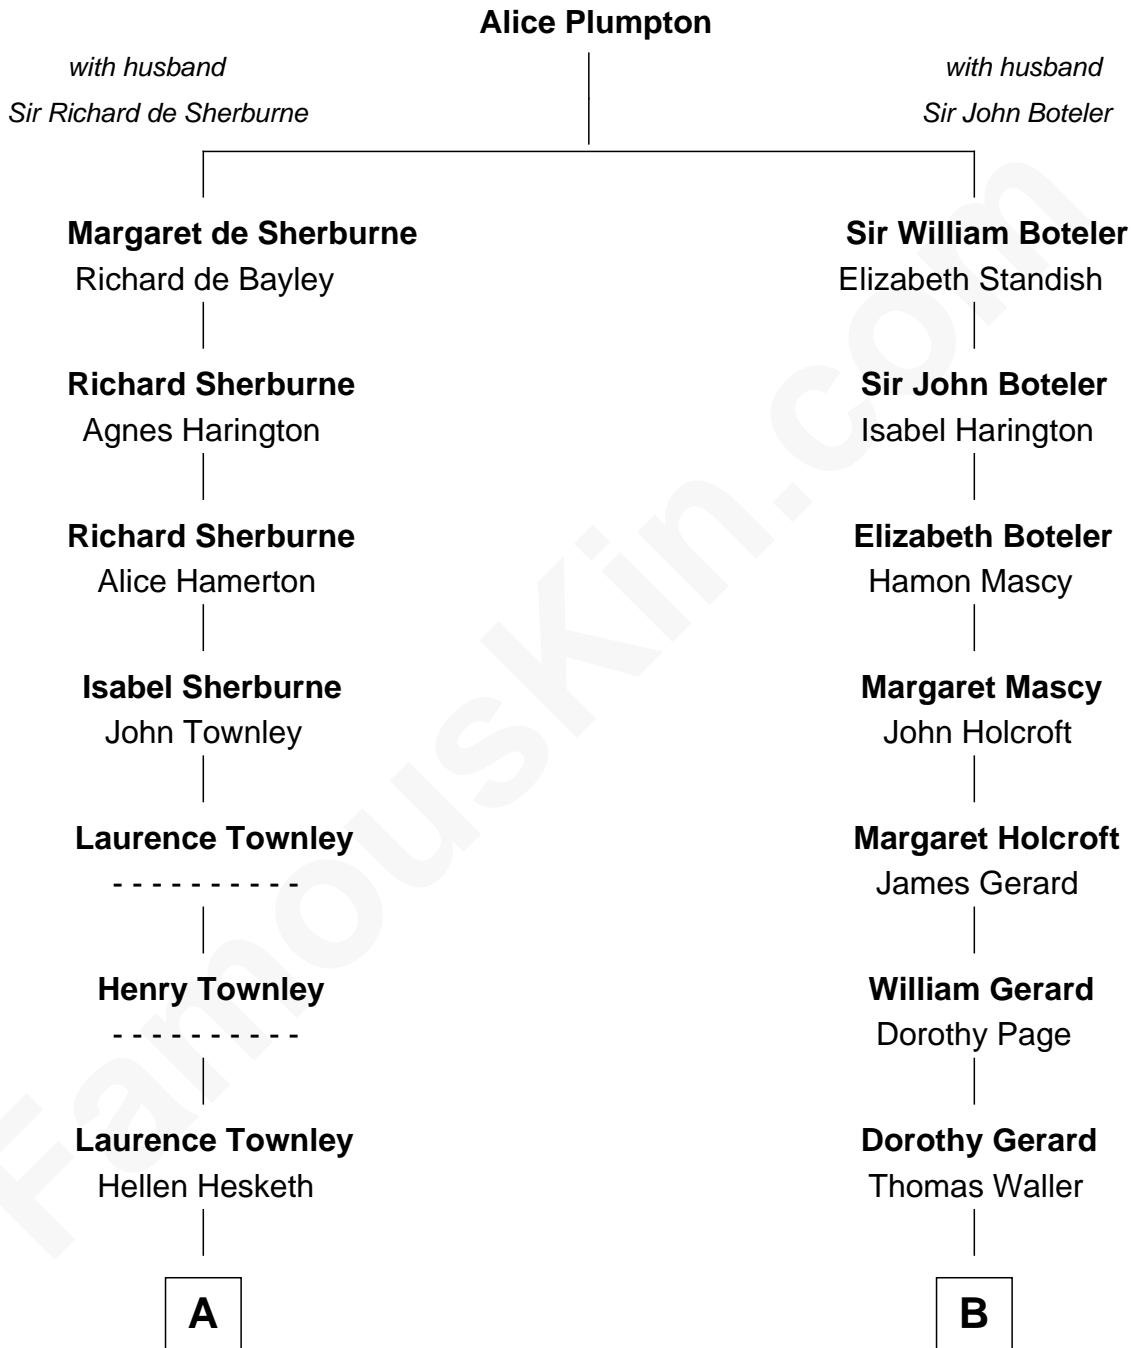 Alice Plumpton
with husband
Sir Richard de Sherburne
with husband
Sir John Boteler
Margaret de Sherburne
Richard de Bayley
Sir William Boteler
Elizabeth Standish
Richard Sherburne
Agnes Harington
Sir John Boteler
Isabel Harington
Richard Sherburne
Alice Hamerton
Elizabeth Boteler
Hamon Mascy
Isabel Sherburne
John Townley
Margaret Mascy
John Holcroft
Laurence Townley
- - - - - - - - - -
Margaret Holcroft
James Gerard
Henry Townley
- - - - - - - - - -
William Gerard
Dorothy Page
Laurence Townley
Hellen Hesketh
Dorothy Gerard
Thomas Waller
A
B
FamousKin.com